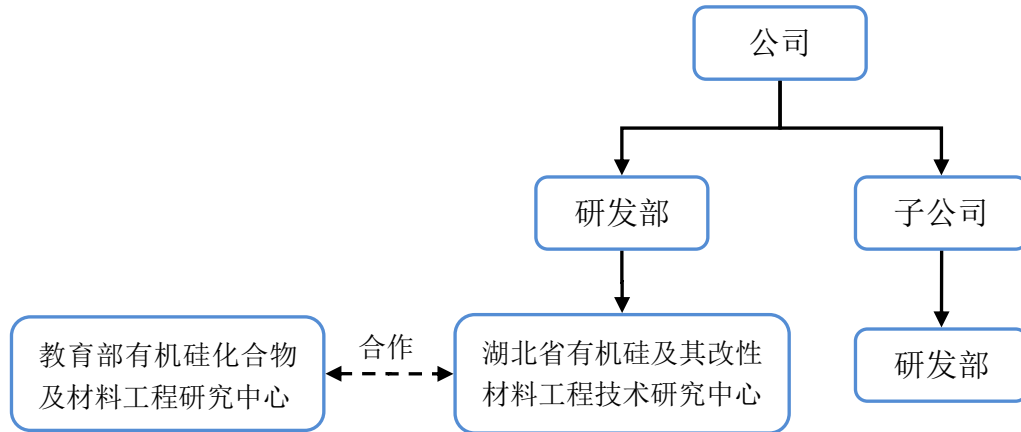 公司
研发部
子公司
教育部有机硅化合物
及材料工程研究中心
合作
湖北省有机硅及其改性
材料工程技术研究中心
研发部